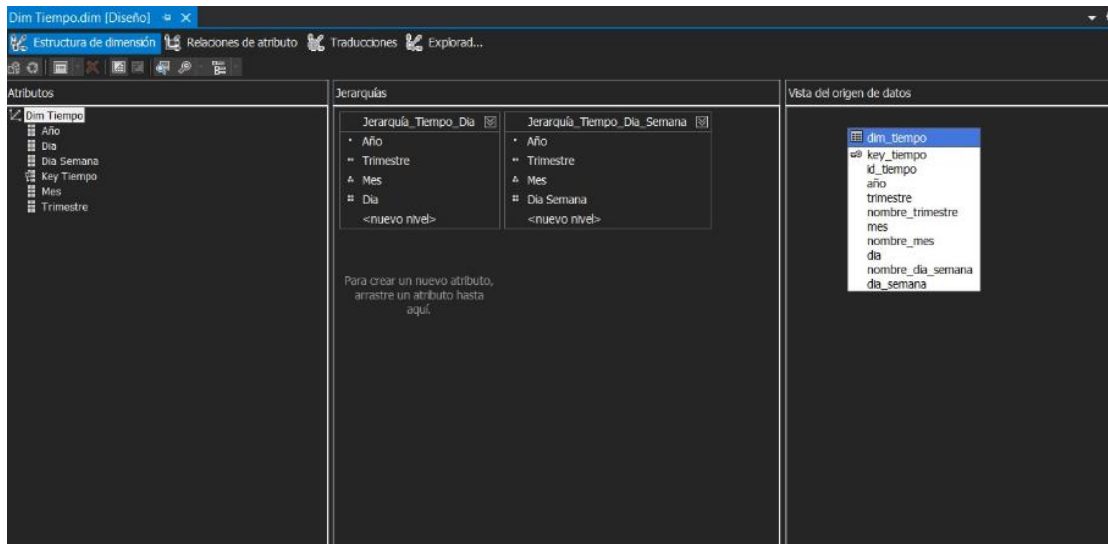 Dim Tiempo.dim [Diseño]
Estructura de dimensión Relaciones de atributo Traducciones Explorad...
Atributos
Dim Tiempo
Año
Dia
Dia Semana
Key Tiempo
Mes
Trimestre
Jerarquías
Jerarquía_Tiempo_Dia
Año
Trimestre
Mes
Dia
<nuevo nivel>
Jerarquía_Tiempo_Dia_Semana
Año
Trimestre
Mes
Dia Semana
<nuevo nivel>
Para crear un nuevo atributo,
arrastre un atributo hasta
aquí.
Vista del origen de datos
dim_tiempo
key_tiempo
id_tiempo
año
trimestre
nombre_trimestre
mes
nombre_mes
dia
nombre_dia_semana
dia_semana